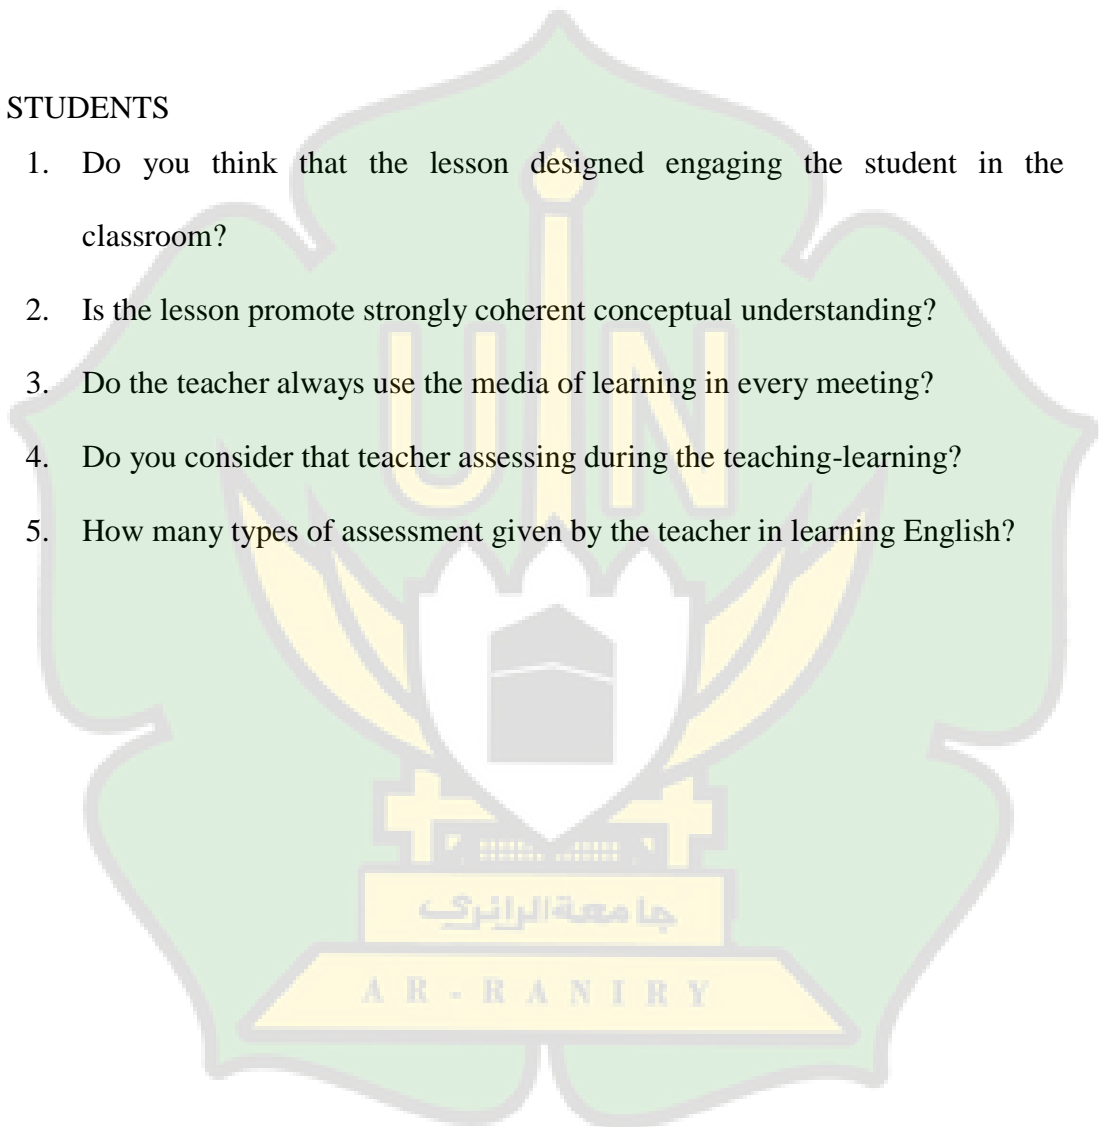 STUDENTS
1. Do you think that the lesson designed engaging the student in the
classroom?
2. Is the lesson promote strongly coherent conceptual understanding?
3. Do the teacher always use the media of learning in every meeting?
4. Do you consider that teacher assessing during the teaching-learning?
5. How many types of assessment given by the teacher in learning English?
UIN
جامعة الرانري
AR-RANIRY